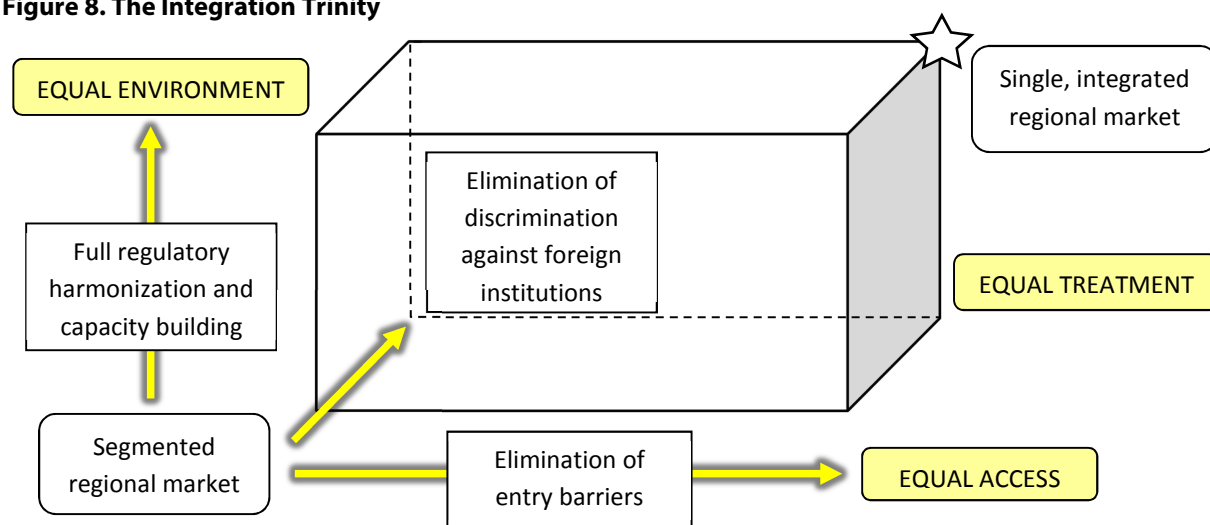 Figure 8. The Integration Trinity
EQUAL ENVIRONMENT
Single, integrated
regional market
Elimination of
discrimination
against foreign
institutions
Full regulatory
harmonization and
capacity building
EQUAL TREATMENT
Segmented
regional market
Elimination of
entry barriers
EQUAL ACCESS